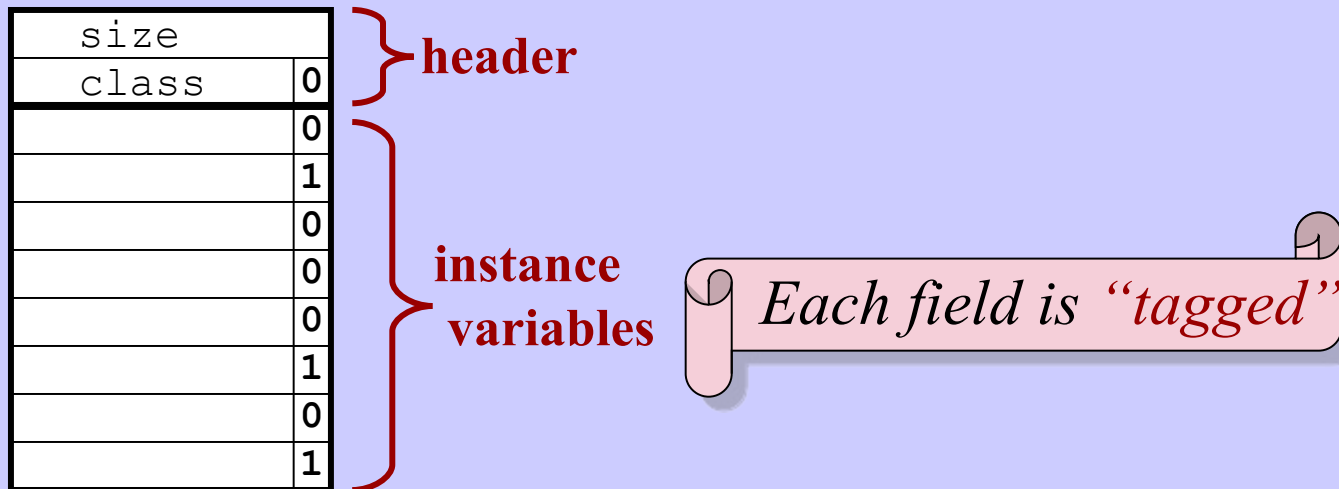 size
header
class 0
0
1
0
instance
0
Each field is “tagged”
0
variables
1
0
1